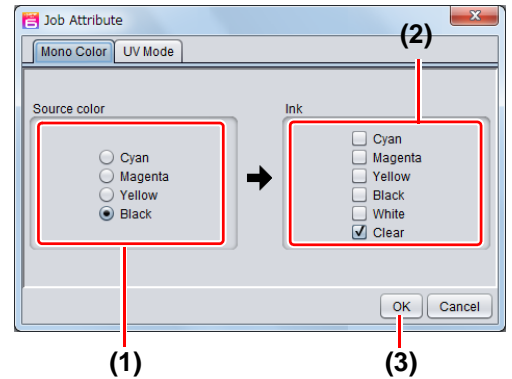 Job Attribute
(2)
Mono Color UV Mode
Source color
Ink
Cyan
Magenta
Yellow
Black
Cyan
Magenta
Yellow
Black
White
Clear
OK Cancel
(1)
(3)